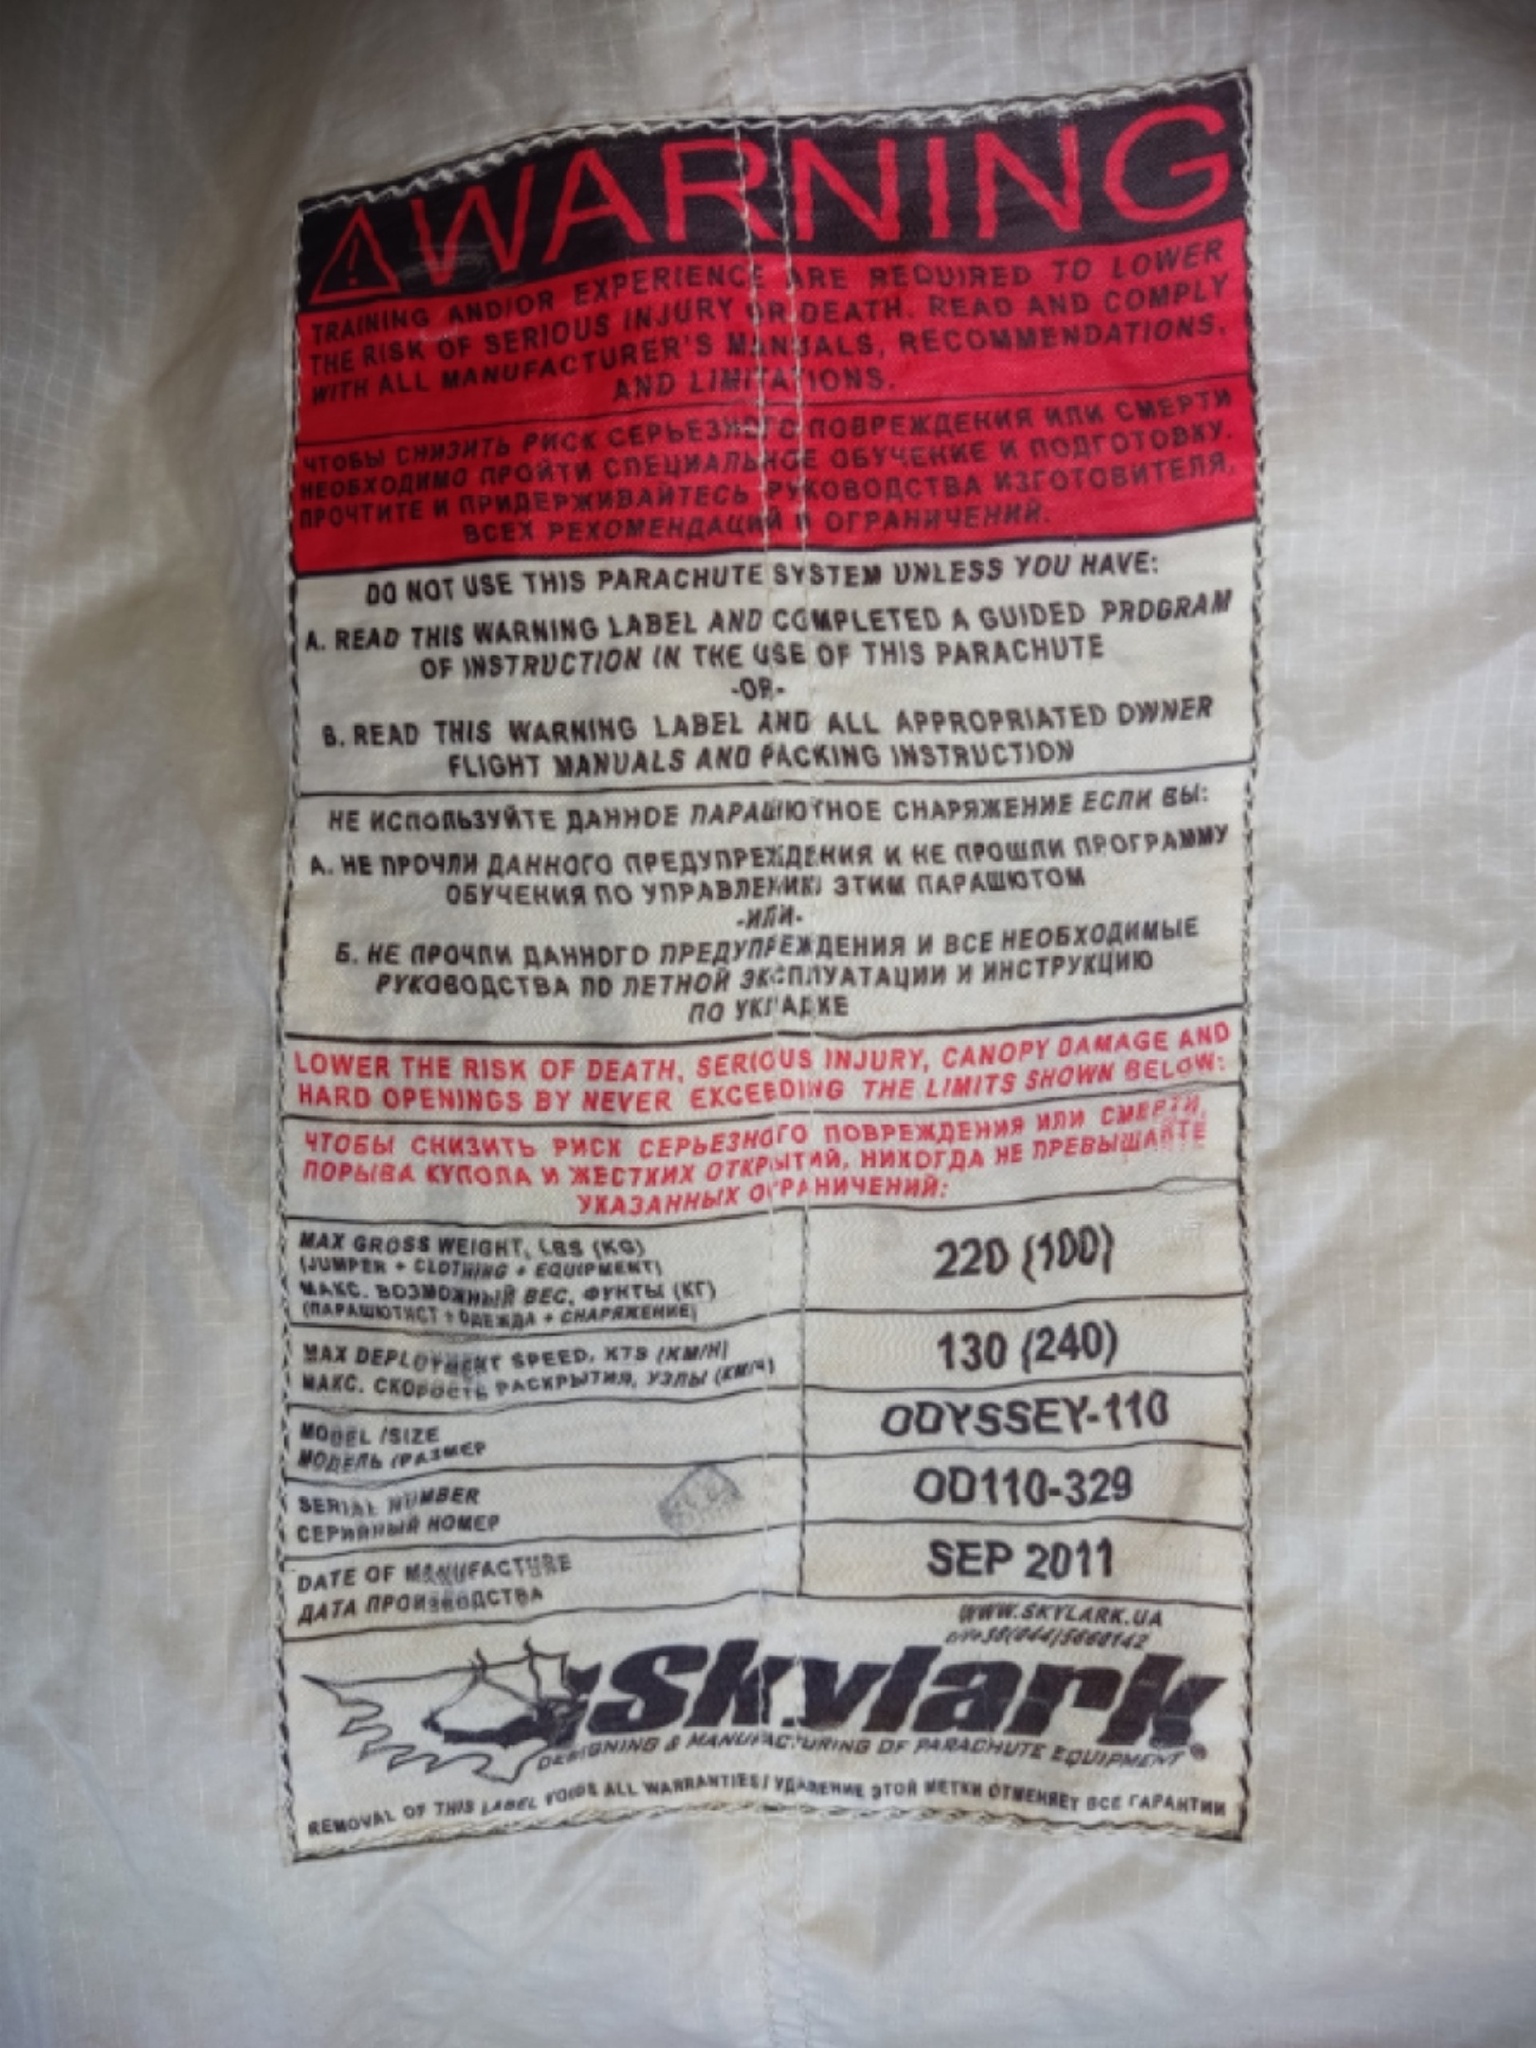 WARNING
TRAINING AND/OR EXPERIENCE ARE REQUIRED TO LOWER
THE RISK OF SERIOUS INJURY OR DEATH. READ AND COMPLY
WITH ALL MANUFACTURER'S MANUALS, RECOMMENDATIONS,
AND LIMITATIONS.
ЧТОБЫ СНИЗИТЬ РИСК СЕРЬЕЗНОГО ПОВРЕЖДЕНИЯ ИЛИ СМЕРТИ
НЕОБХОДИМО ПРОЙТИ СПЕЦИАЛЬНОЕ ОБУЧЕНИЕ И ПОДГОТОВКУ.
ПРОЧТИТЕ И ПРИДЕРЖИВАЙТЕСЬ РУКОВОДСТВА ИЗГОТОВИТЕЛЯ,
ВСЕХ РЕХОМЕНДАЦИЙ И ОГРАНИЧЕНИЙ.
DO NOT USE THIS PARACHUTE SYSTEM UNLESS YOU HAVE:
A. READ THIS WARNING LABEL AND COMPLETED A GUIDED PROGRAM
OF INSTRUCTION IN THE USE OF THIS PARACHUTE
-OR-
B. READ THIS WARNING LABEL AND ALL APPROPRIATED OWNER
FLIGHT MANUALS AND PACKING INSTRUCTION
НЕ ИСПОЛЬЗУЙТЕ ДАННОЕ ПАРАШЮТНОЕ СНАРЯЖЕНИЕ ЕСЛИ ВЫ:
А. НЕ ПРОЧЛИ ДАННОГО ПРЕДУПРЕЖДЕНИЯ И НЕ ПРОШЛИ ПРОГРАММУ
ОБУЧЕНИЯ ПО УПРАВЛЕНИЮ ЭТИМ ПАРАШЮТОМ
-ИЛИ-
Б. НЕ ПРОЧЛИ ДАННОГО ПРЕДУПРЕЖДЕНИЯ И ВСЕ НЕОБХОДИМЫЕ
РУКОВОДСТВА ПО ЛЕТНОЙ ЭКСПЛУАТАЦИИ И ИНСТРУКЦИЮ
ПО УКЛАДКЕ
LOWER THE RISK OF DEATH, SERIOUS INJURY, CANOPY DAMAGE AND
HARD OPENINGS BY NEVER EXCEEDING THE LIMITS SHOWN BELOW:
ЧТОБЫ СНИЗИТЬ РИСК СЕРЬЕЗНОГО ПОВРЕЖДЕНИЯ ИЛИ СМЕРТИ,
ПОРЫВА КУПОЛА И ЖЕСТКИХ ОТКРЫТИЙ, НИКОГДА НЕ ПРЕВЫШАЙТЕ
УКАЗАННЫХ ОГРАНИЧЕНИЙ:
MAX GROSS WEIGHT, LBS (KG)
(JUMPER + CLOTHING + EQUIPMENT)
МАКС. ВОЗМОЖНЫЙ ВЕС, ФУНТЫ (КГ)
(ПАРАШЮТИСТ + ОДЕЖДА + СНАРЯЖЕНИЕ)
220 (100)
MAX DEPLOYMENT SPEED, KTS (KM/H)
МАКС. СКОРОСТЬ РАСКРЫТИЯ, УЗЛЫ (КМ/Ч)
130 (240)
MODEL /SIZE
МОДЕЛЬ /РАЗМЕР
ODYSSEY-110
SERIAL NUMBER
СЕРИЙНЫЙ НОМЕР
OD110-329
DATE OF MANUFACTURE
ДАТА ПРОИЗВОДСТВА
SEP 2011
WWW.SKYLARK.UA
Skylark®
DESIGNING & MANUFACTURING OF PARACHUTE EQUIPMENT
REMOVAL OF THIS LABEL VOIDS ALL WARRANTIES / УДАЛЕНИЕ ЭТОЙ МЕТКИ ОТМЕНЯЕТ ВСЕ ГАРАНТИИ